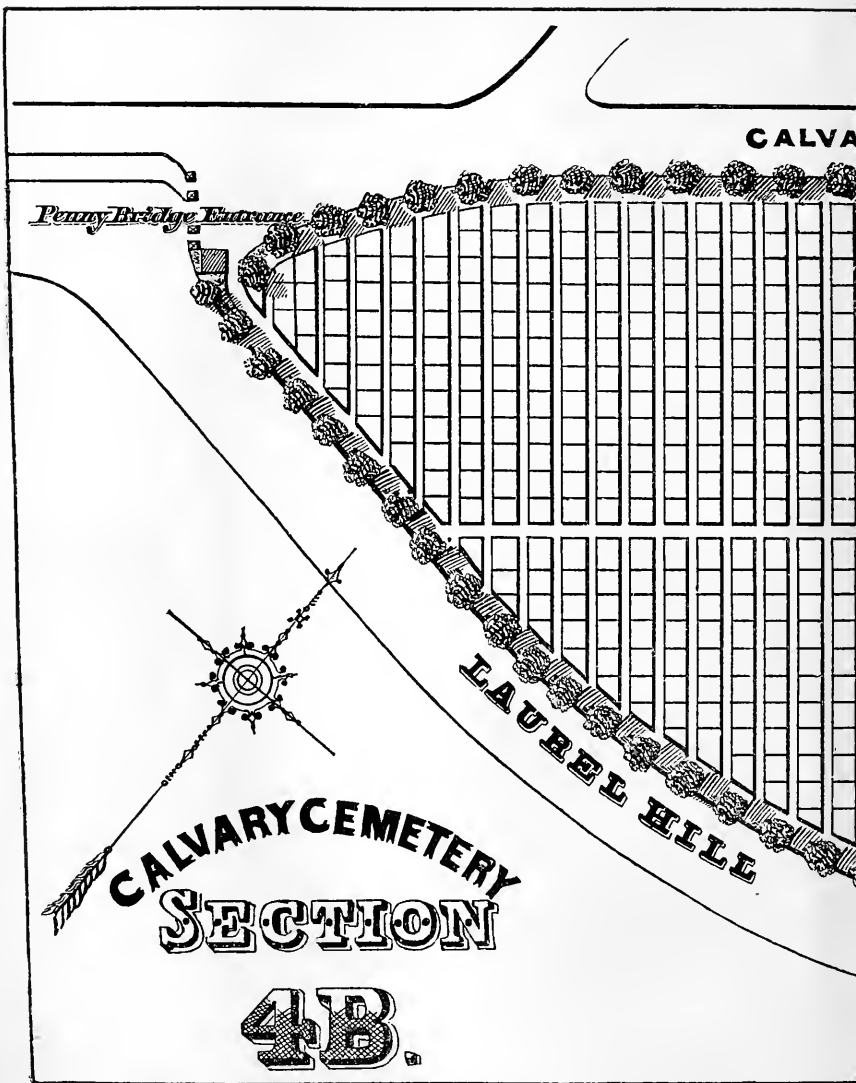 CALVA
Penny Bridge Entrance
LAUREL HILL
CALVARY CEMETERY
SECTION
4B.